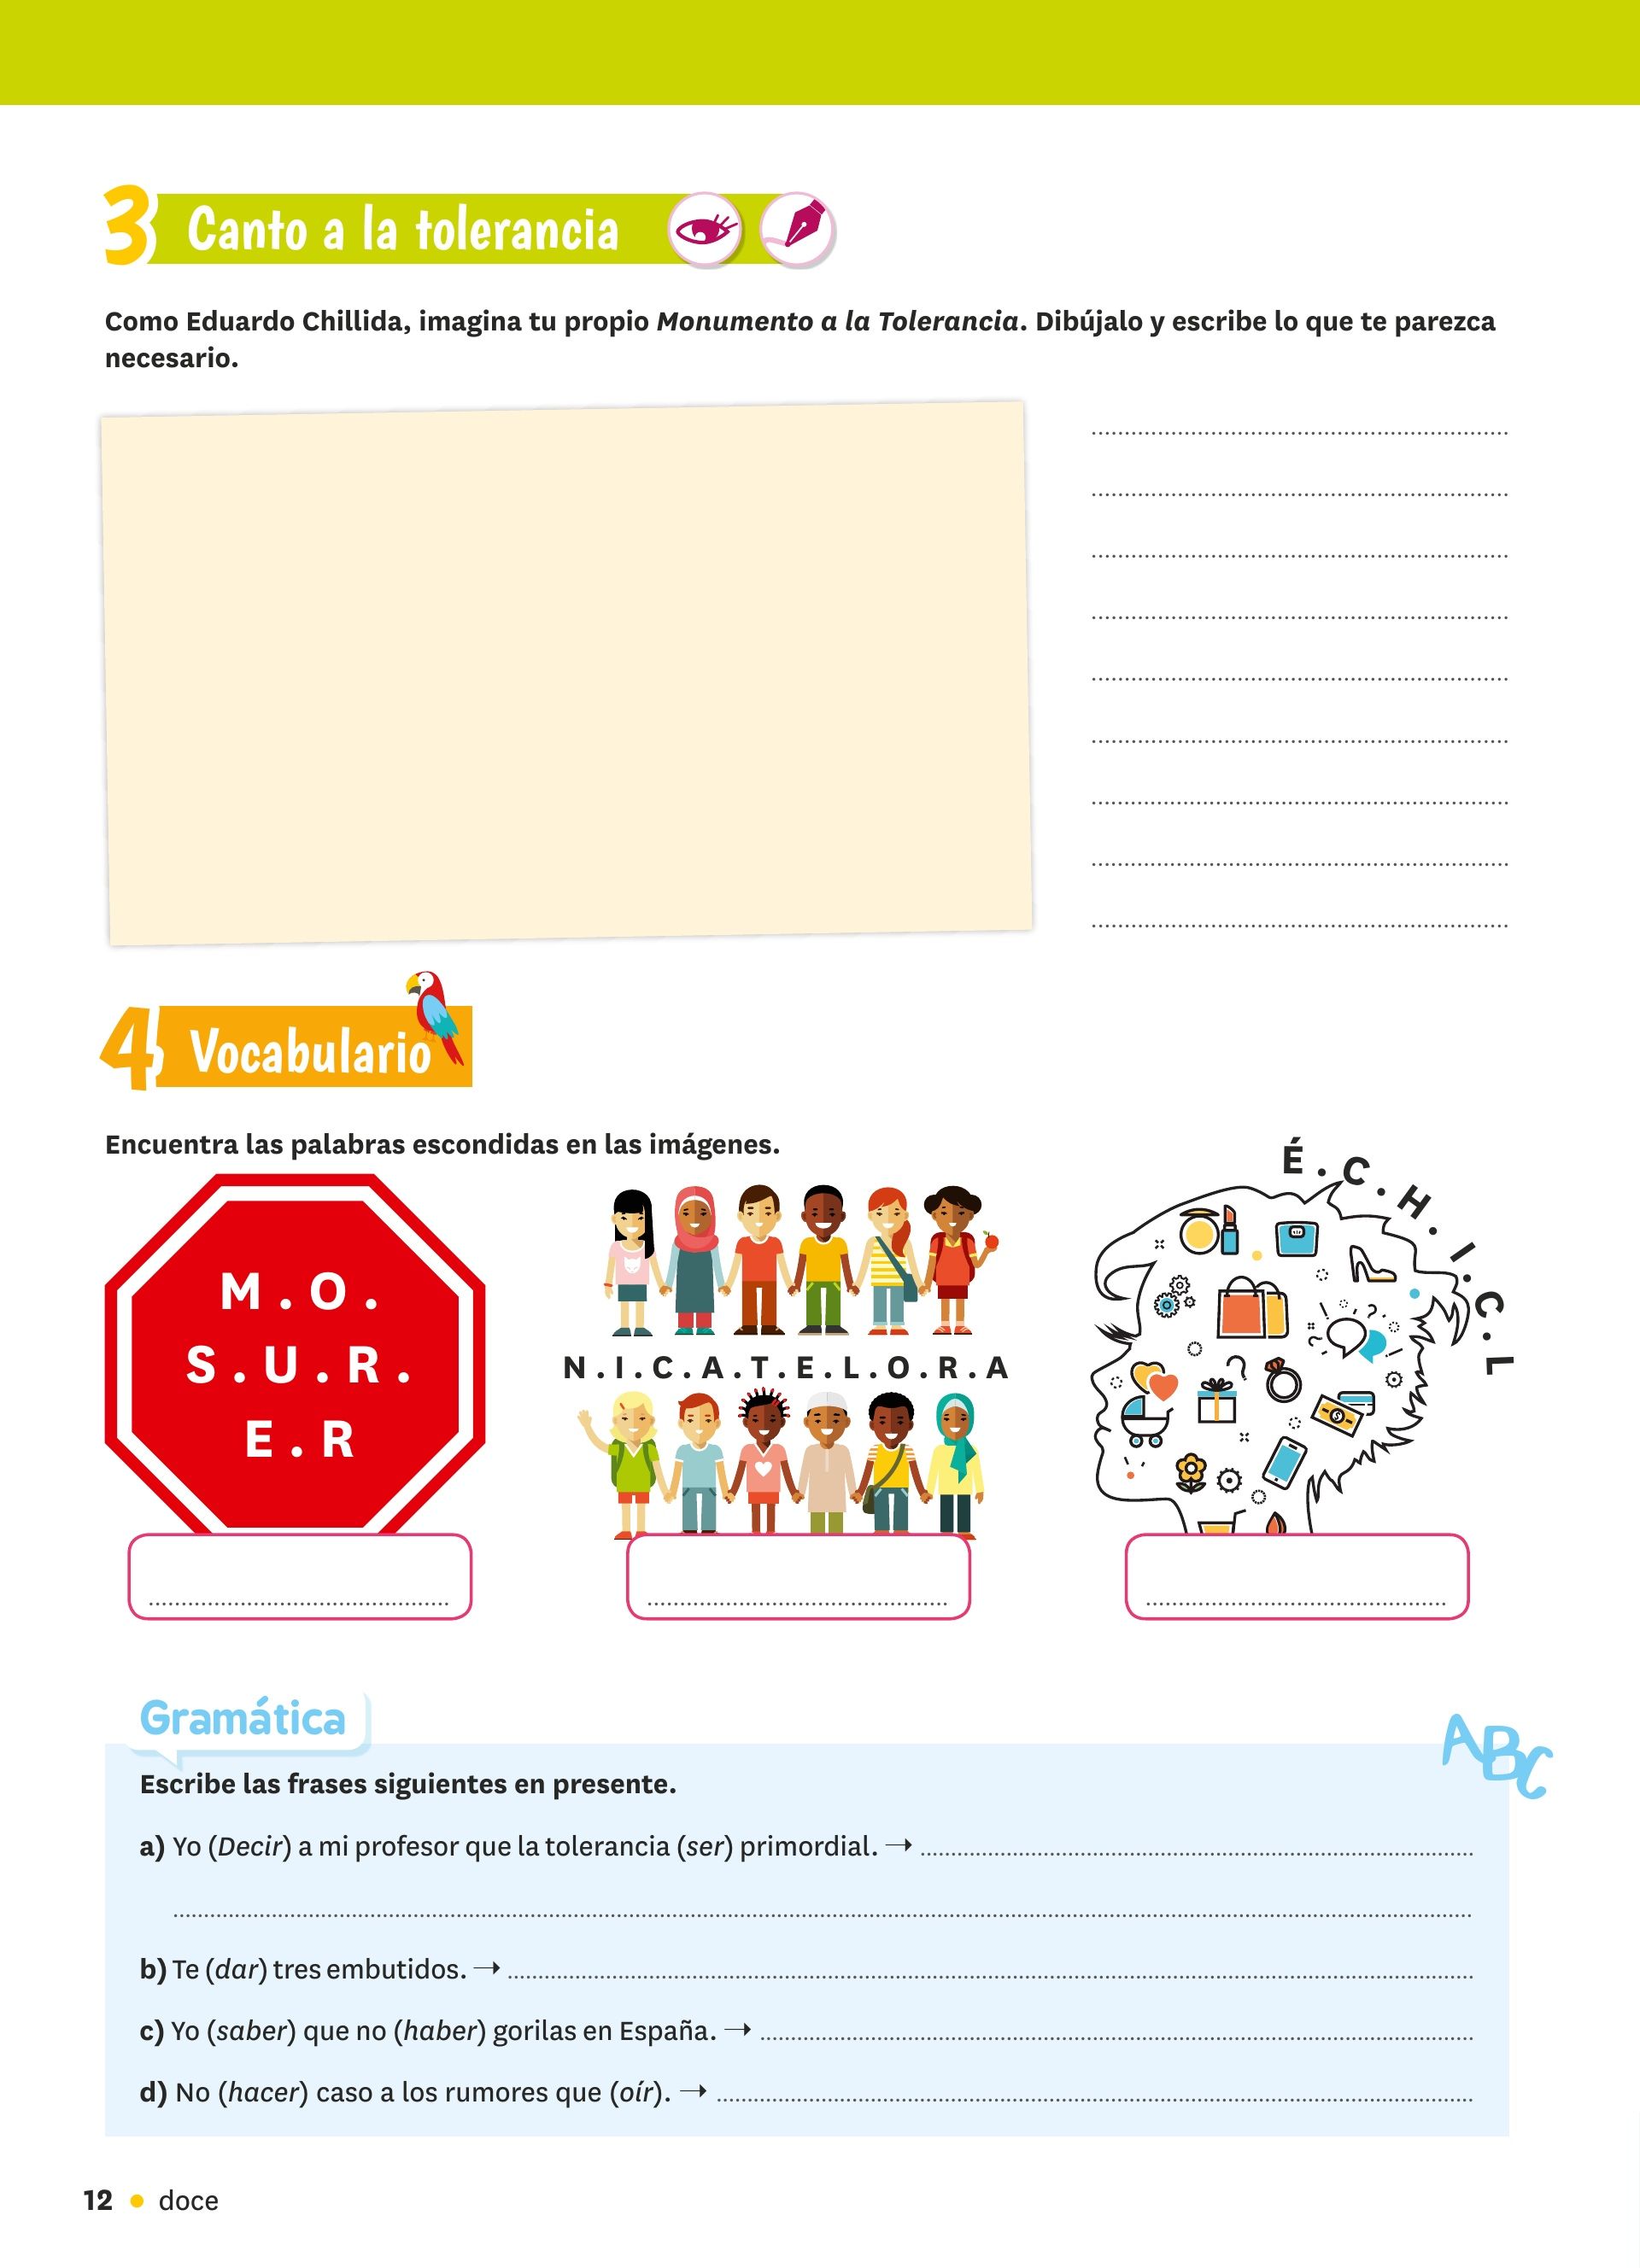 3 Canto a la tolerancia
Como Eduardo Chillida, imagina tu propio Monumento a la Tolerancia. Dibújalo y escribe lo que te parezca
necesario.
4 Vocabulario
Encuentra las palabras escondidas en las imágenes.
M . O .
S . U . R .
E . R
N . I . C . A . T . E . L . O . R . A
É . C . H . I . C . L
Gramática
ABC
Escribe las frases siguientes en presente.
a) Yo (Decir) a mi profesor que la tolerancia (ser) primordial. →
b) Te (dar) tres embutidos. →
c) Yo (saber) que no (haber) gorilas en España. →
d) No (hacer) caso a los rumores que (oír). →
12 • doce